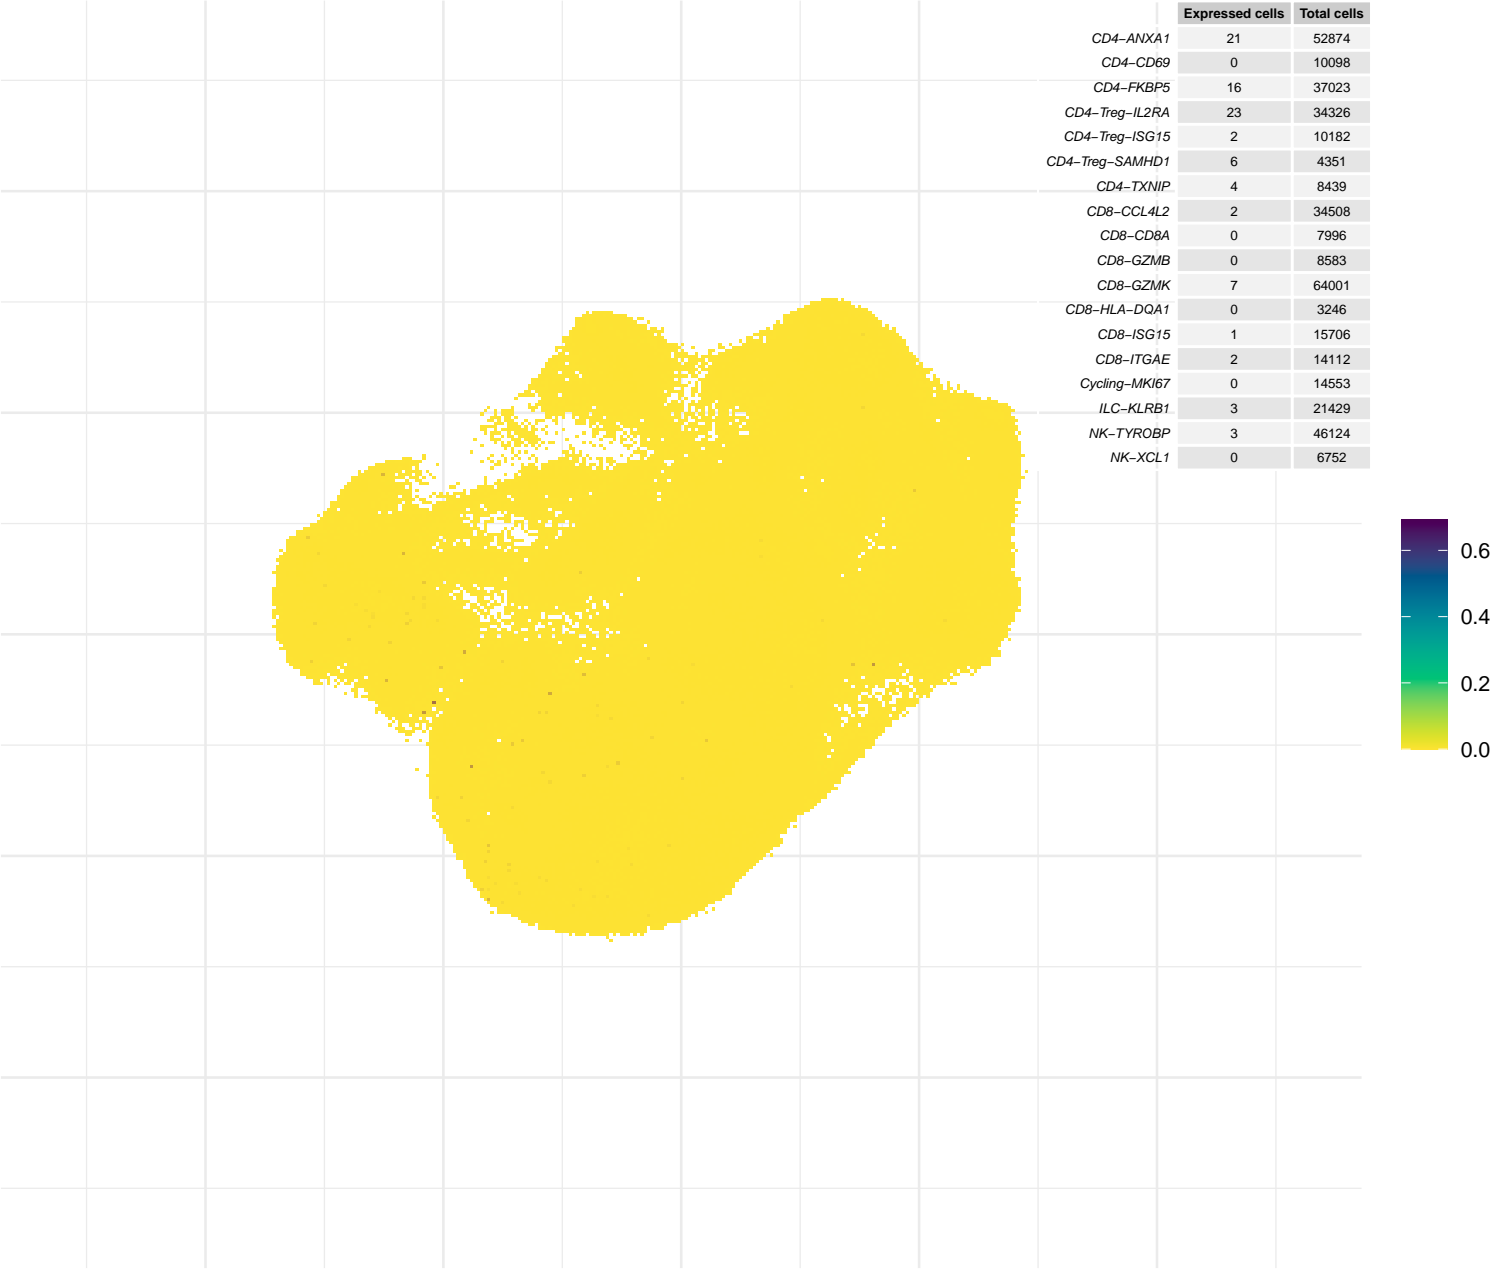 Expressed cells Total cells
CD4−ANXA1 21 52874
CD4−CD69 0 10098
CD4−FKBP5 16 37023
CD4−Treg−IL2RA 23 34326
CD4−Treg−ISG15 2 10182
CD4−Treg−SAMHD1 6 4351
CD4−TXNIP 4 8439
CD8−CCL4L2 2 34508
CD8−CD8A 0 7996
CD8−GZMB 0 8583
CD8−GZMK 7 64001
CD8−HLA−DQA1 0 3246
CD8−ISG15 1 15706
CD8−ITGAE 2 14112
Cycling−MKI67 0 14553
ILC−KLRB1 3 21429
NK−TYROBP 3 46124
NK−XCL1 0 6752
0.6
0.4
0.2
0.0